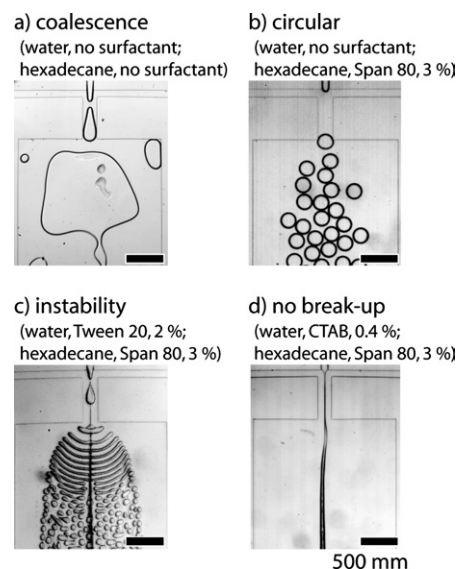 a) coalescence
(water, no surfactant;
hexadecane, no surfactant)
b) circular
(water, no surfactant;
hexadecane, Span 80, 3 %)
c) instability
(water, Tween 20, 2 %;
hexadecane, Span 80, 3 %)
d) no break-up
(water, CTAB, 0.4 %;
hexadecane, Span 80, 3 %)
500 mm